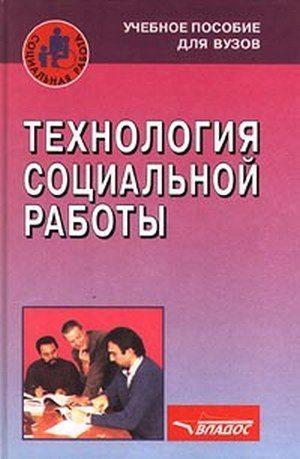 СОЦИАЛЬНАЯ РАБОТА
УЧЕБНОЕ ПОСОБИЕ
ДЛЯ ВУЗОВ
ТЕХНОЛОГИЯ
СОЦИАЛЬНОЙ
РАБОТЫ
ВЛАДОС